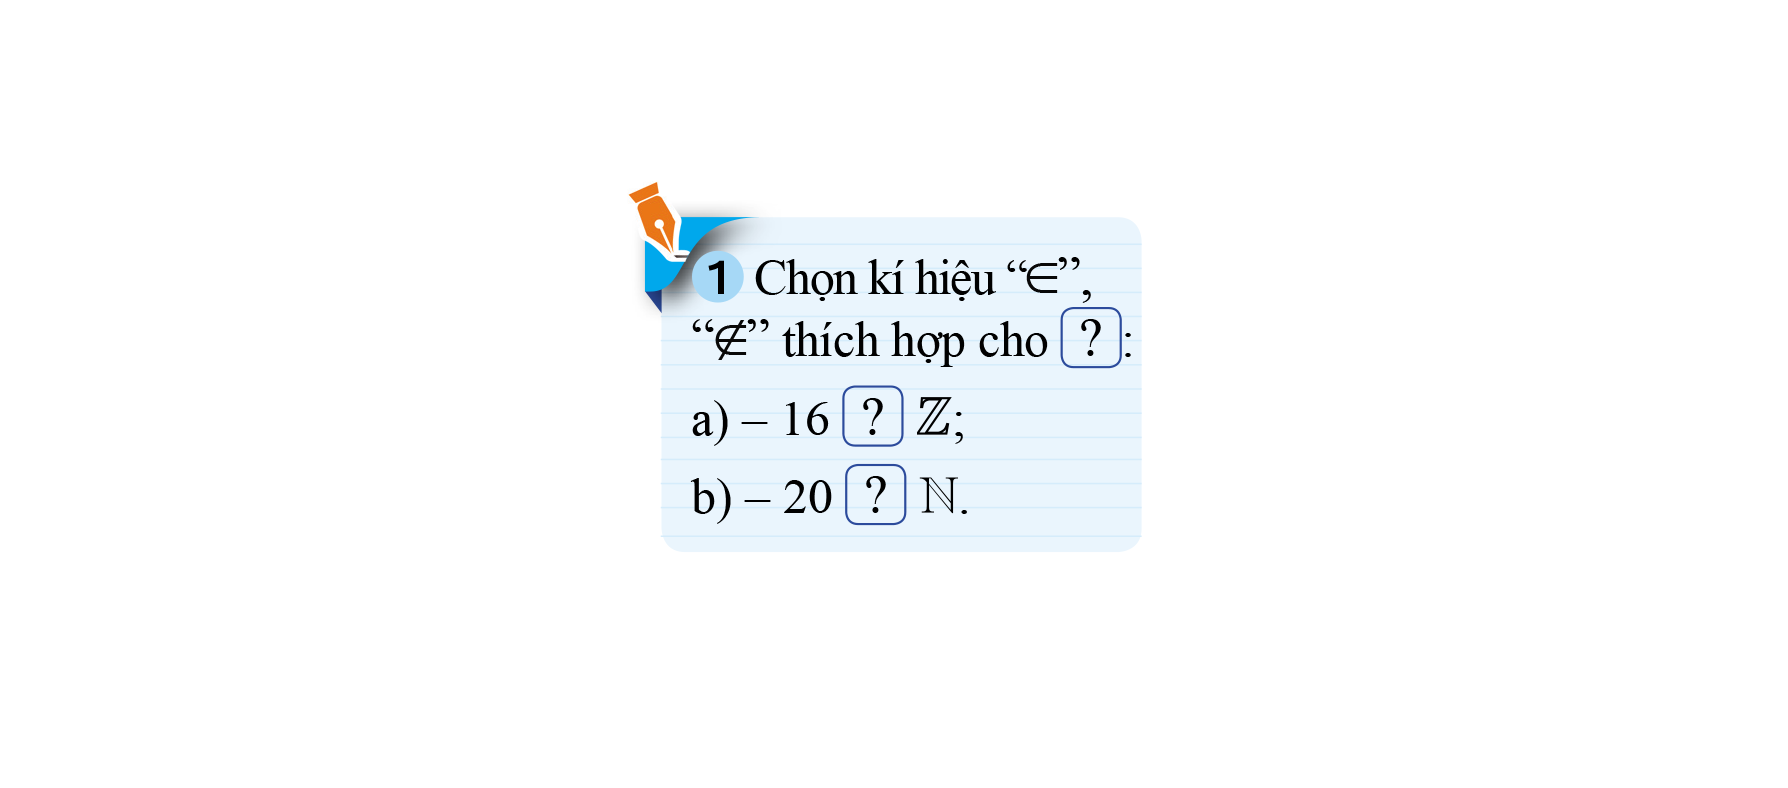 1 Chọn kí hiệu “∈”,
“∉” thích hợp cho ? :
a) – 16 ? ℤ;
b) – 20 ? ℕ.